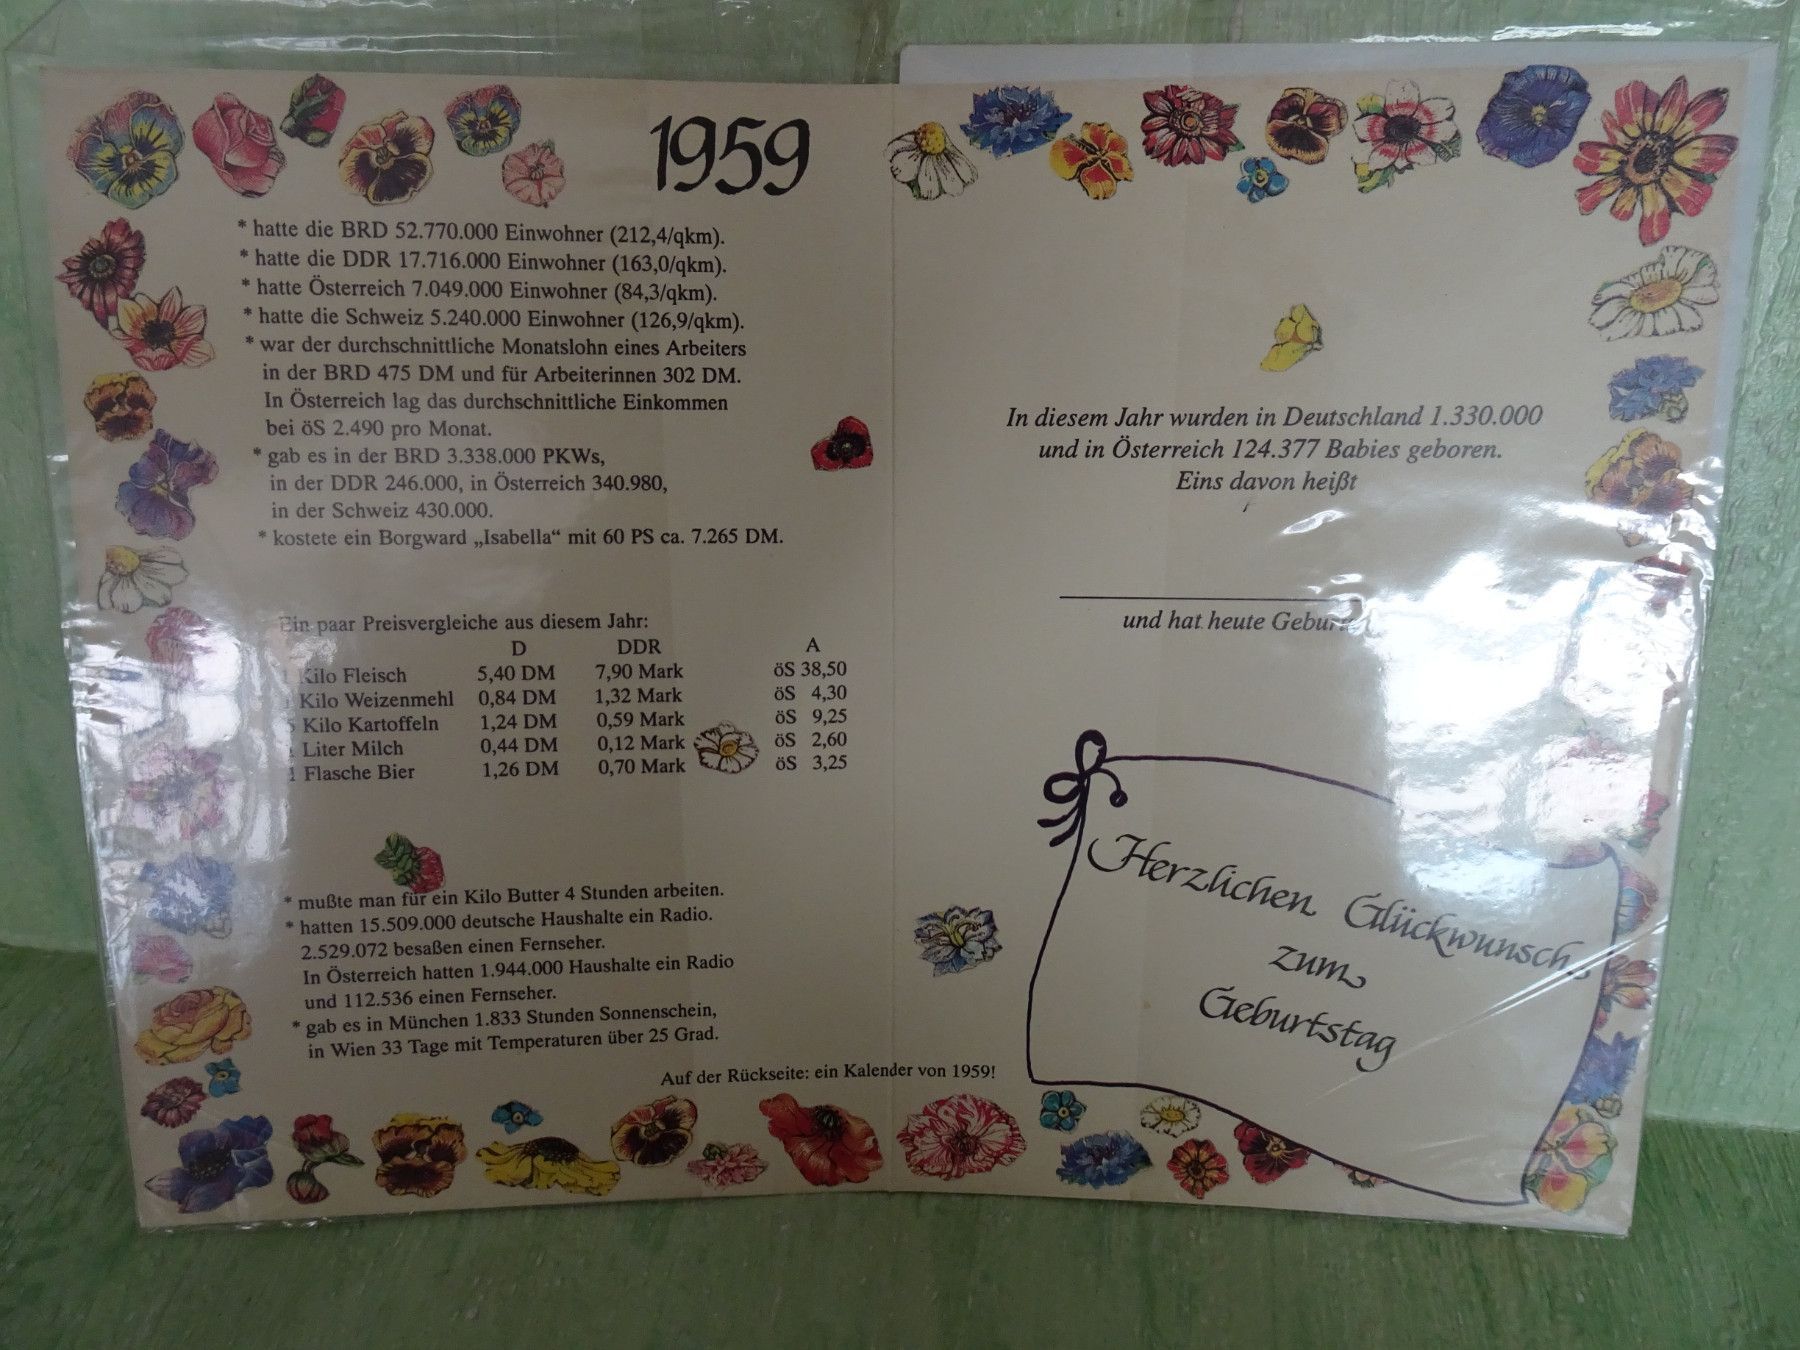 1959
* hatte die BRD 52.770.000 Einwohner (212,4/qkm).
* hatte die DDR 17.716.000 Einwohner (163,0/qkm).
* hatte Österreich 7.049.000 Einwohner (84,3/qkm).
* hatte die Schweiz 5.240.000 Einwohner (126,9/qkm).
* war der durchschnittliche Monatslohn eines Arbeiters
in der BRD 475 DM und für Arbeiterinnen 302 DM.
In Österreich lag das durchschnittliche Einkommen
bei öS 2.490 pro Monat.
* gab es in der BRD 3.338.000 PKWs,
in der DDR 246.000, in Österreich 340.980,
in der Schweiz 430.000.
* kostete ein Borgward „Isabella“ mit 60 PS ca. 7.265 DM.
Ein paar Preisvergleiche aus diesem Jahr:
D DDR A
Kilo Fleisch 5,40 DM 7,90 Mark öS 38,50
Kilo Weizenmehl 0,84 DM 1,32 Mark öS 4,30
5 Kilo Kartoffeln 1,24 DM 0,59 Mark öS 9,25
Liter Milch 0,44 DM 0,12 Mark öS 2,60
1 Flasche Bier 1,26 DM 0,70 Mark öS 3,25
* mußte man für ein Kilo Butter 4 Stunden arbeiten.
* hatten 15.509.000 deutsche Haushalte ein Radio.
2.529.072 besaßen einen Fernseher.
In Österreich hatten 1.944.000 Haushalte ein Radio
und 112.536 einen Fernseher.
* gab es in München 1.833 Stunden Sonnenschein,
in Wien 33 Tage mit Temperaturen über 25 Grad.
Auf der Rückseite: ein Kalender von 1959!
In diesem Jahr wurden in Deutschland 1.330.000
und in Österreich 124.377 Babies geboren.
Eins davon heißt
und hat heute
Herzlichen Glückwunsch
zum
Geburtstag